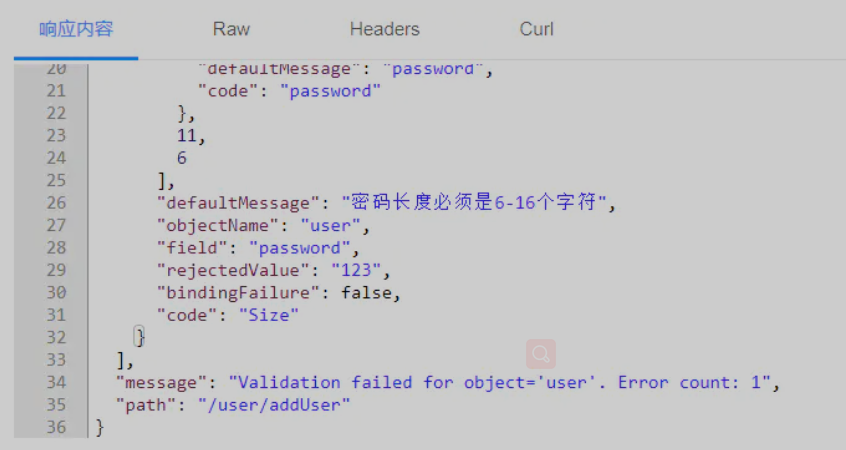 响应内容 Raw Headers Curl
20 "defaultMessage": "password",
21 "code": "password"
22 },
23 11,
24 6
25 ],
26 "defaultMessage": "密码长度必须是6-16个字符",
27 "objectName": "user",
28 "field": "password",
29 "rejectedValue": "123",
30 "bindingFailure": false,
31 "code": "Size"
32 }
33 ],
34 "message": "Validation failed for object='user'. Error count: 1",
35 "path": "/user/addUser"
36 }